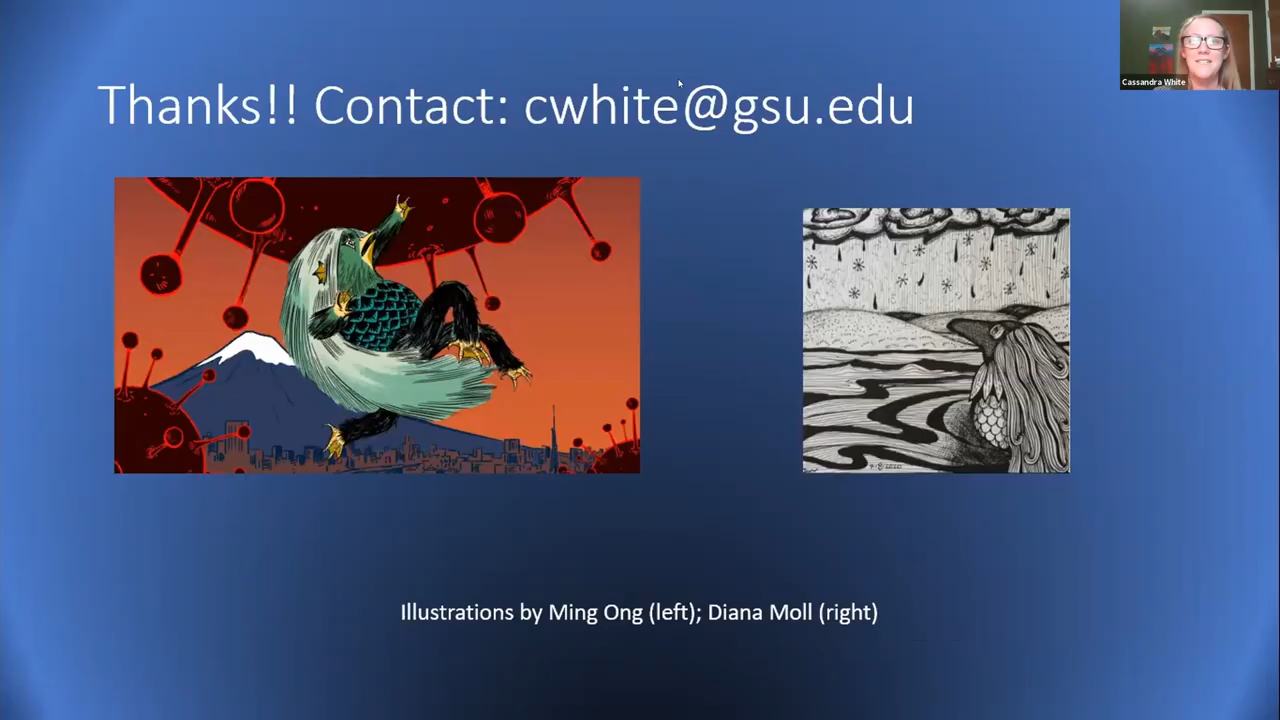 Cassandra White
Thanks!! Contact: cwhite@gsu.edu
Illustrations by Ming Ong (left); Diana Moll (right)